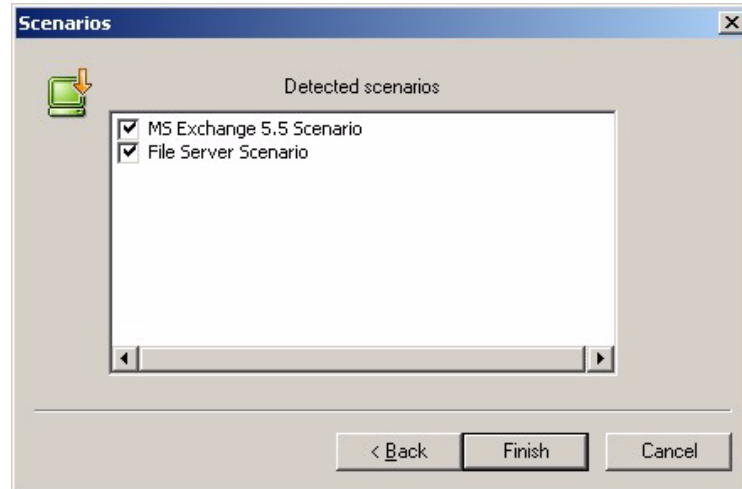 Scenarios
Detected scenarios
MS Exchange 5.5 Scenario
File Server Scenario
< Back
Finish
Cancel